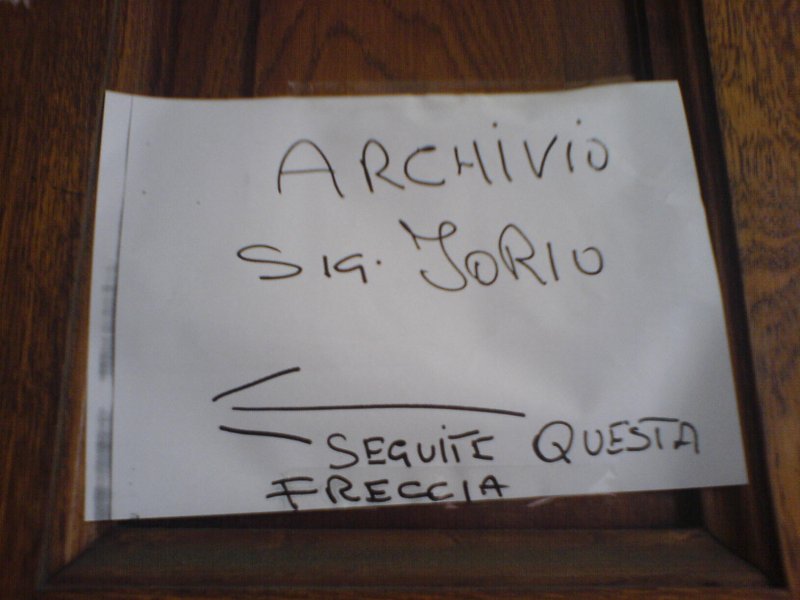 ARCHIVIO
SIG. JORIO
SEGUITE QUESTA
FRECCIA